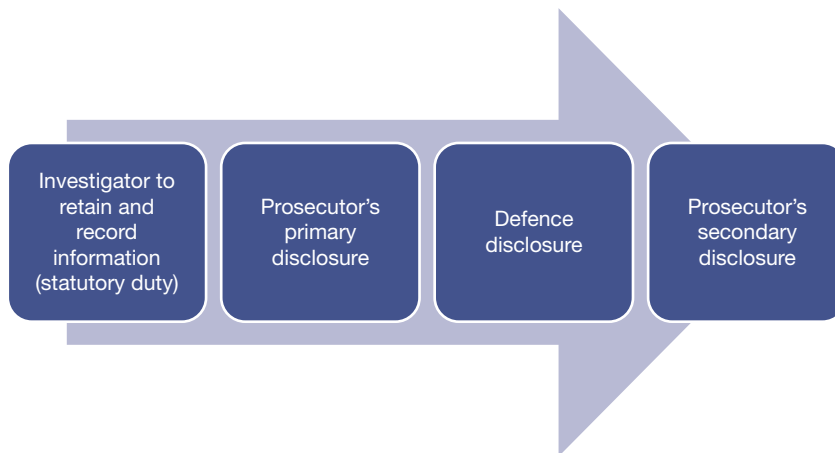 Investigator to
retain and
record
information
(statutory duty)
Prosecutor's
primary
disclosure
Defence
disclosure
Prosecutor's
secondary
disclosure